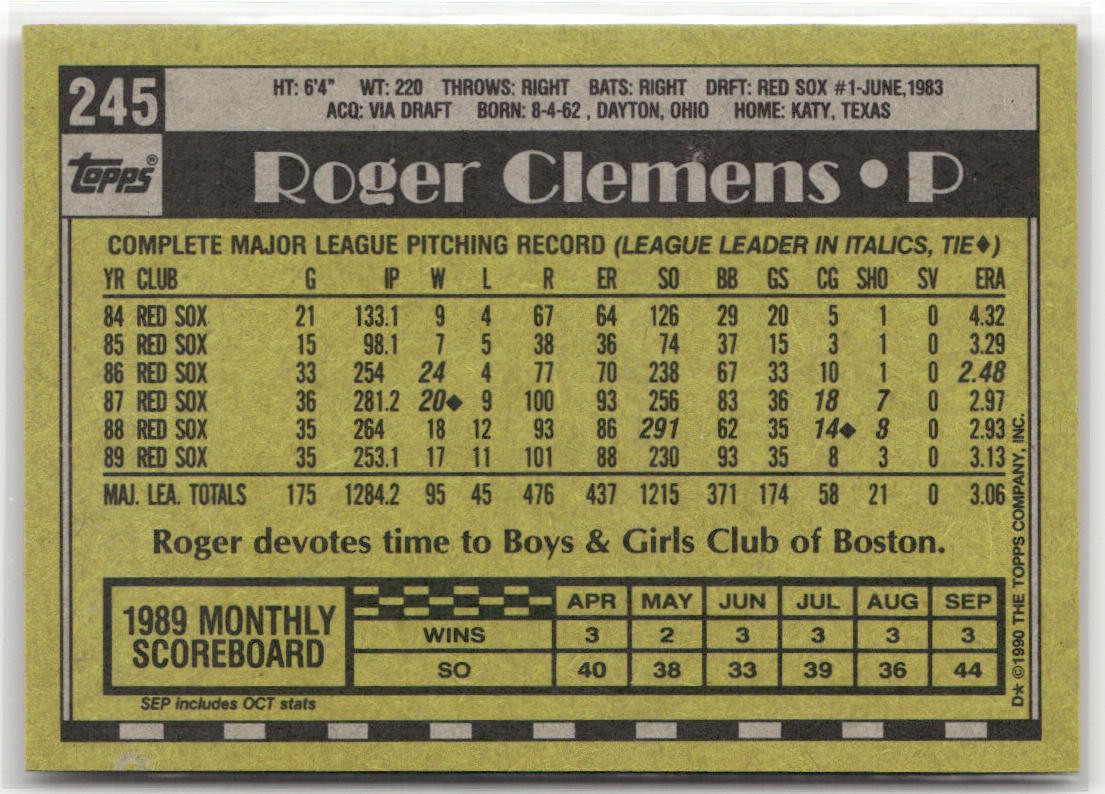 245
HT: 6'4" WT: 220 THROWS: RIGHT BATS: RIGHT DRFT: RED SOX #1-JUNE,1983
ACQ: VIA DRAFT BORN: 8-4-62 , DAYTON, OHIO HOME: KATY, TEXAS
topps®
Roger Clemens • P
COMPLETE MAJOR LEAGUE PITCHING RECORD (LEAGUE LEADER IN ITALICS, TIE♦)
YR CLUB G IP W L R ER SO BB GS CG SHO SV ERA
84 RED SOX 21 133.1 9 4 67 64 126 29 20 5 1 0 4.32
85 RED SOX 15 98.1 7 5 38 36 74 37 15 3 1 0 3.29
86 RED SOX 33 254 24 4 77 70 238 67 33 10 1 0 2.48
87 RED SOX 36 281.2 20♦ 9 100 93 256 83 36 18 7 0 2.97
88 RED SOX 35 264 18 12 93 86 291 62 35 14♦ 8 0 2.93
89 RED SOX 35 253.1 17 11 101 88 230 93 35 8 3 0 3.13
MAJ. LEA. TOTALS 175 1284.2 95 45 476 437 1215 371 174 58 21 0 3.06
Roger devotes time to Boys & Girls Club of Boston.
1989 MONTHLY
SCOREBOARD
APR MAY JUN JUL AUG SEP
WINS 3 2 3 3 3 3
SO 40 38 33 39 36 44
SEP includes OCT stats
D* ©1990 THE TOPPS COMPANY, INC.